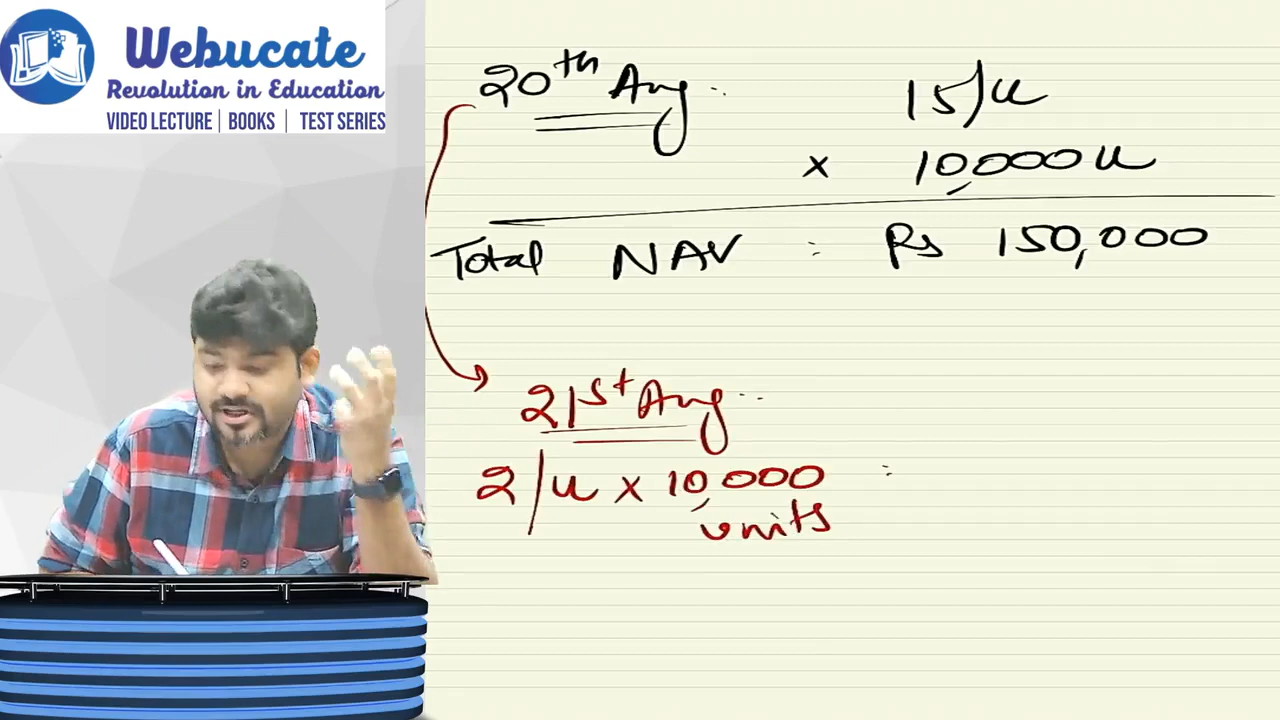 Webucate
Revolution in Education
VIDEO LECTURE | BOOKS | TEST SERIES
20th Aug.. 15/u
× 10,000 u
Total NAV : Rs 150,000
21st Aug..
2/u × 10,000 :
units